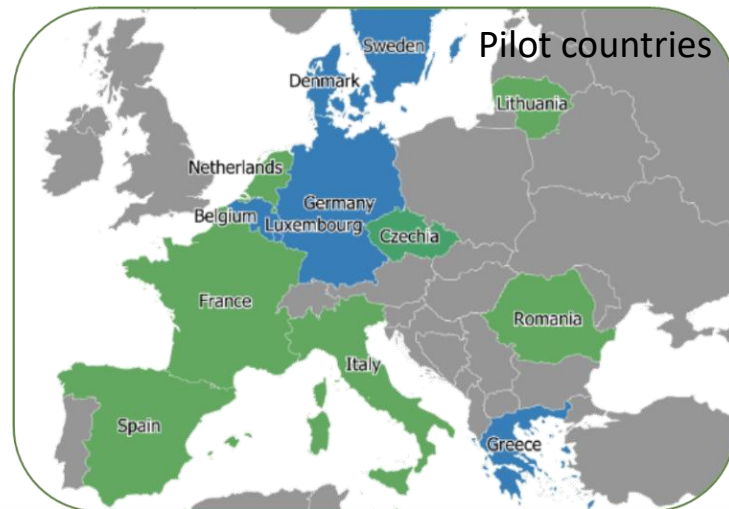 Sweden
Pilot countries
Denmark
Lithuania
Netherlands
Germany
Belgium
Luxembourg
Czechia
France
Romania
Italy
Spain
Greece